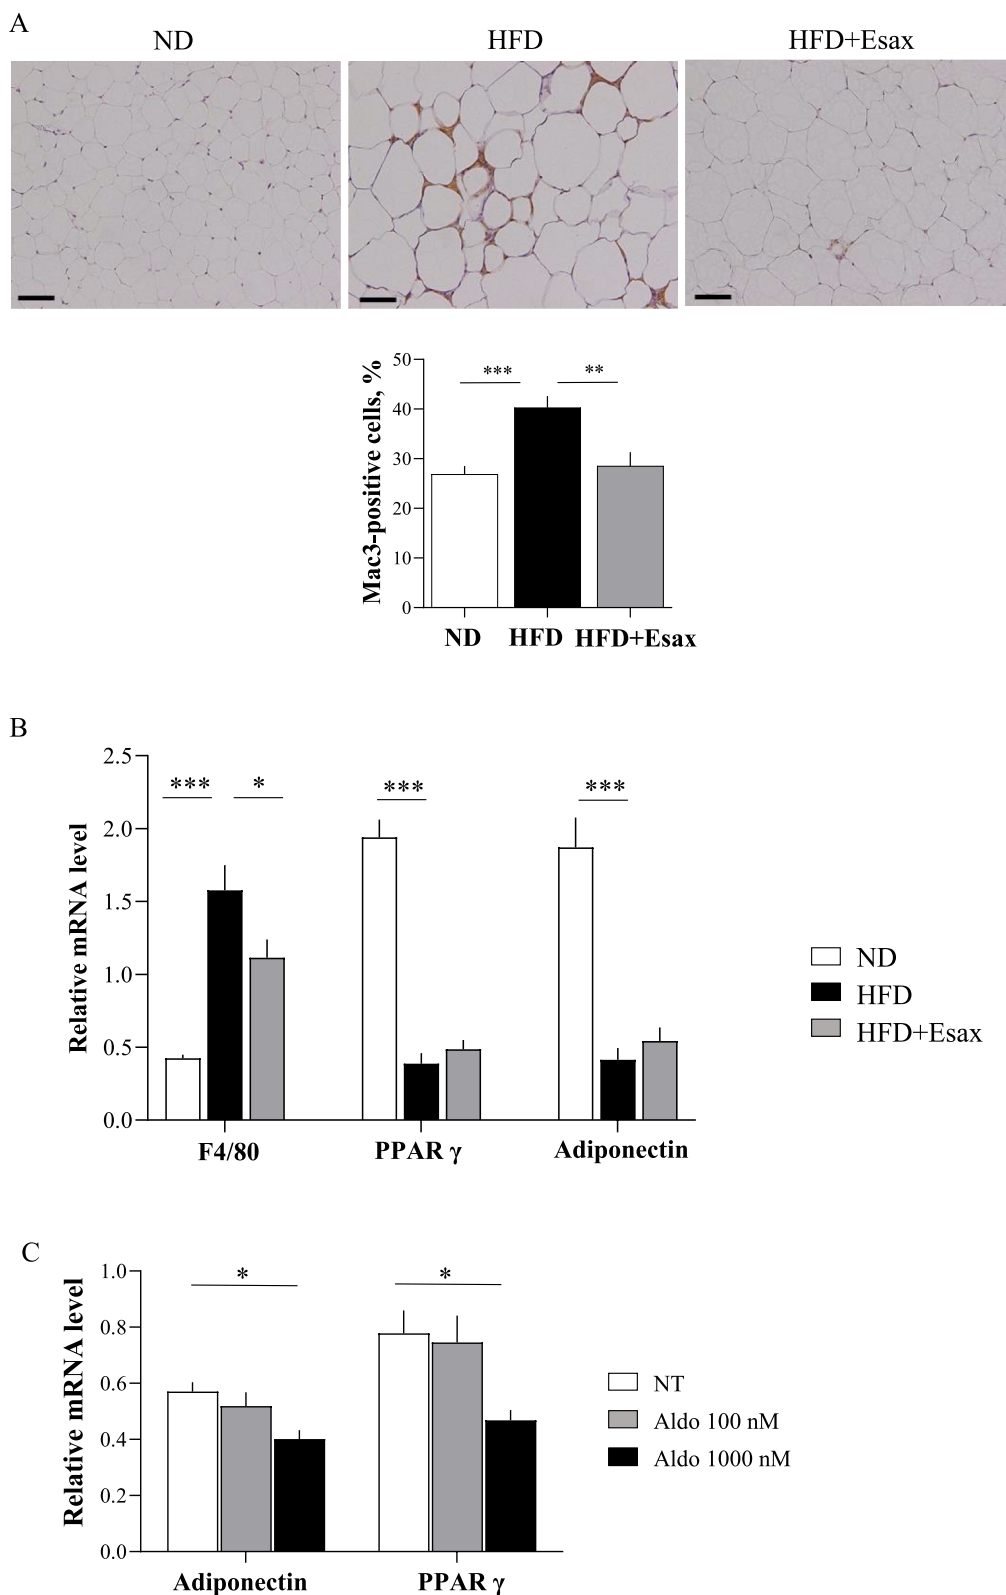 A
ND
HFD
HFD+Esax
Mac3-positive cells, %
50
40
30
20
10
0
***
**
ND
HFD
HFD+Esax
B
Relative mRNA level
2.5
2.0
1.5
1.0
0.5
0.0
***
*
***
***
F4/80
PPAR γ
Adiponectin
ND
HFD
HFD+Esax
C
Relative mRNA level
1.0
0.8
0.6
0.4
0.2
0.0
*
*
Adiponectin
PPAR γ
NT
Aldo 100 nM
Aldo 1000 nM